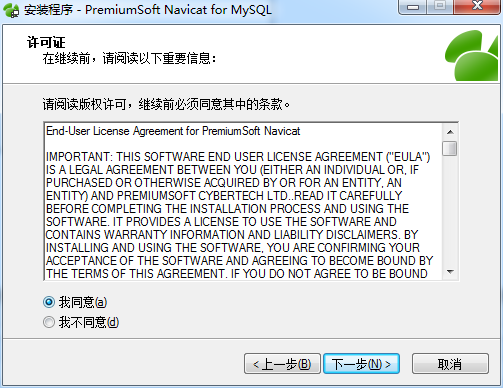 安装程序 - PremiumSoft Navicat for MySQL
许可证
在继续前，请阅读以下重要信息：
请阅读版权许可，继续前必须同意其中的条款。
End-User License Agreement for PremiumSoft Navicat
IMPORTANT: THIS SOFTWARE END USER LICENSE AGREEMENT ("EULA")
IS A LEGAL AGREEMENT BETWEEN YOU (EITHER AN INDIVIDUAL OR, IF
PURCHASED OR OTHERWISE ACQUIRED BY OR FOR AN ENTITY, AN
ENTITY) AND PREMIUMSOFT CYBERTECH LTD..READ IT CAREFULLY
BEFORE COMPLETING THE INSTALLATION PROCESS AND USING THE
SOFTWARE. IT PROVIDES A LICENSE TO USE THE SOFTWARE AND
CONTAINS WARRANTY INFORMATION AND LIABILITY DISCLAIMERS. BY
INSTALLING AND USING THE SOFTWARE, YOU ARE CONFIRMING YOUR
ACCEPTANCE OF THE SOFTWARE AND AGREEING TO BECOME BOUND BY
THE TERMS OF THIS AGREEMENT. IF YOU DO NOT AGREE TO BE BOUND
我同意(a)
我不同意(d)
< 上一步(B) 下一步(N) > 取消